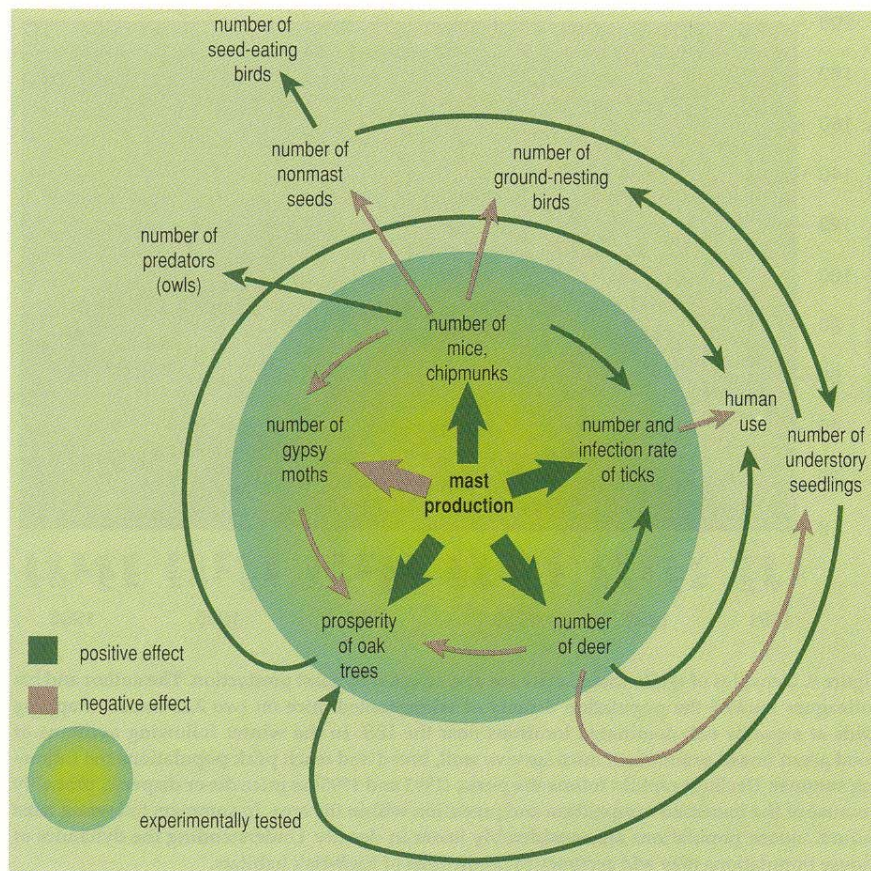 number of
seed-eating
birds
number of
nonmast
seeds
number of
ground-nesting
birds
number of
predators
(owls)
number of
mice,
chipmunks
number of
gypsy
moths
number and
infection rate
of ticks
human
use
number of
understory
seedlings
mast
production
prosperity
of oak
trees
number
of deer
positive effect
negative effect
experimentally tested